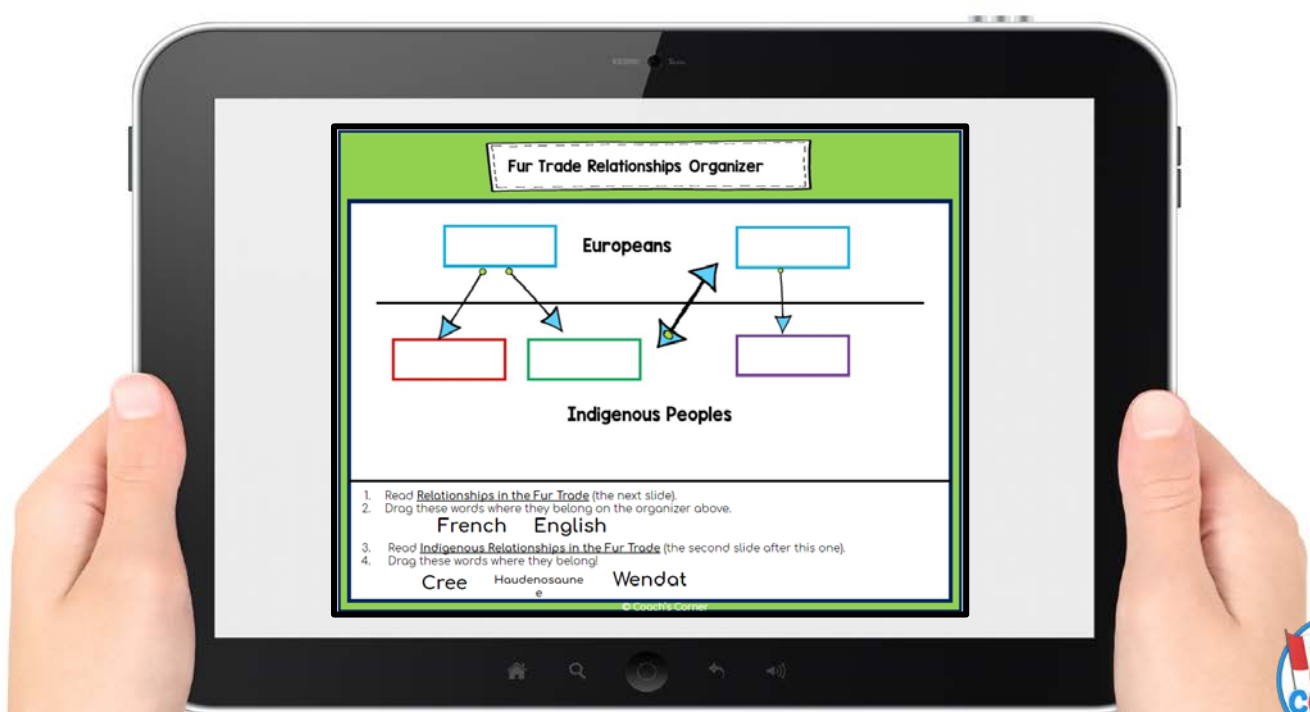 Fur Trade Relationships Organizer
Europeans
Indigenous Peoples
1. Read Relationships in the Fur Trade (the next slide).
2. Drag these words where they belong on the organizer above.
French English
3. Read Indigenous Relationships in the Fur Trade (the second slide after this one).
4. Drag these words where they belong!
Cree Haudenosaune Wendat
e
© Coach's Corner